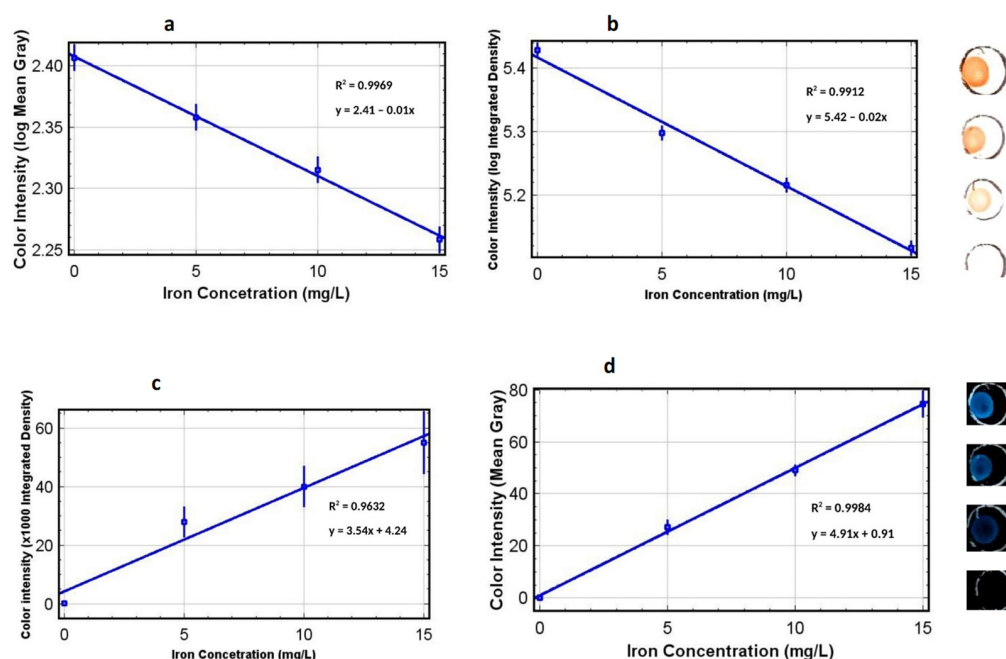 a
Color Intensity (log Mean Gray)
2.40
2.35
2.30
2.25
R² = 0.9969
y = 2.41 – 0.01x
0
5
10
15
Iron Concetration (mg/L)
b
Color Intensity (log Integrated Density)
5.4
5.3
5.2
R² = 0.9912
y = 5.42 – 0.02x
0
5
10
15
Iron Concentration (mg/L)
c
Color intensity (x1000 Integrated Density)
60
40
20
0
R² = 0.9632
y = 3.54x + 4.24
0
5
10
15
Iron Concetration (mg/L)
d
Color Intensity (Mean Gray)
80
60
40
20
0
R² = 0.9984
y = 4.91x + 0.91
0
5
10
15
Iron Concentration (mg/L)